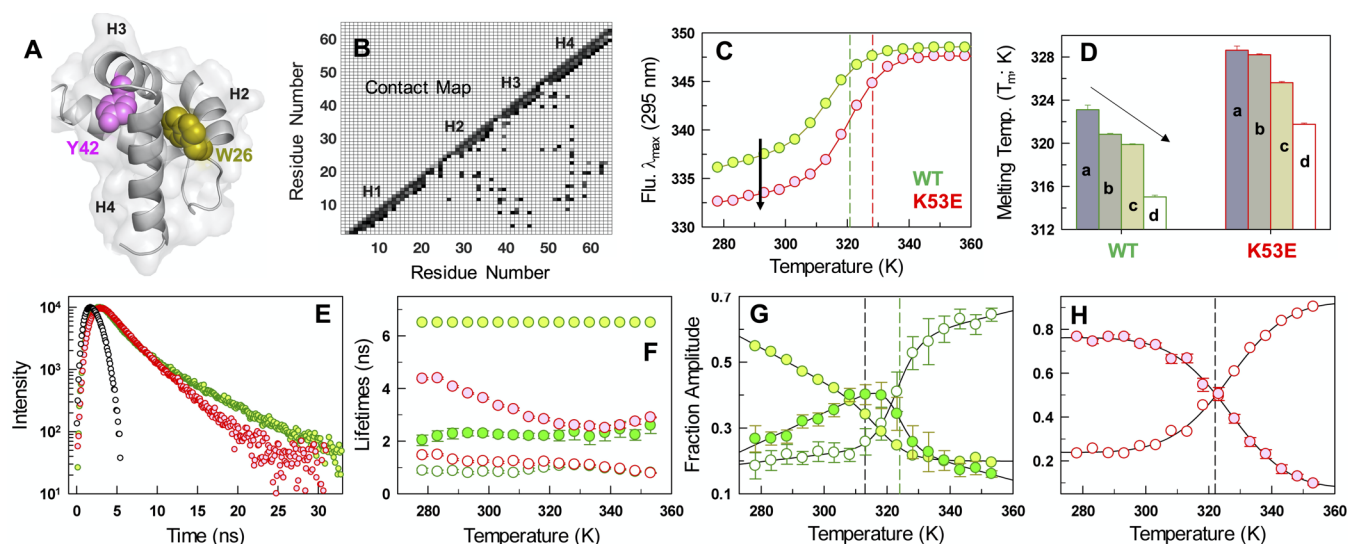 A
H3
H2
Y42
W26
H4
B
Contact Map
H4
H3
H2
H1
Residue Number
60
50
40
30
20
10
10 20 30 40 50 60
Residue Number
C
Flu. λmax (295 nm)
350
345
340
335
330
WT
K53E
280 300 320 340 360
Temperature (K)
D
Melting Temp. (Tm; K)
328
324
320
316
312
a
b
c
d
a
b
c
d
WT
K53E
E
Intensity
10⁴
10³
10²
10¹
0 5 10 15 20 25 30
Time (ns)
F
Lifetimes (ns)
6
4
2
0
280 300 320 340 360
Temperature (K)
G
Fraction Amplitude
0.7
0.5
0.3
0.1
280 300 320 340 360
Temperature (K)
H
0.8
0.6
0.4
0.2
280 300 320 340 360
Temperature (K)